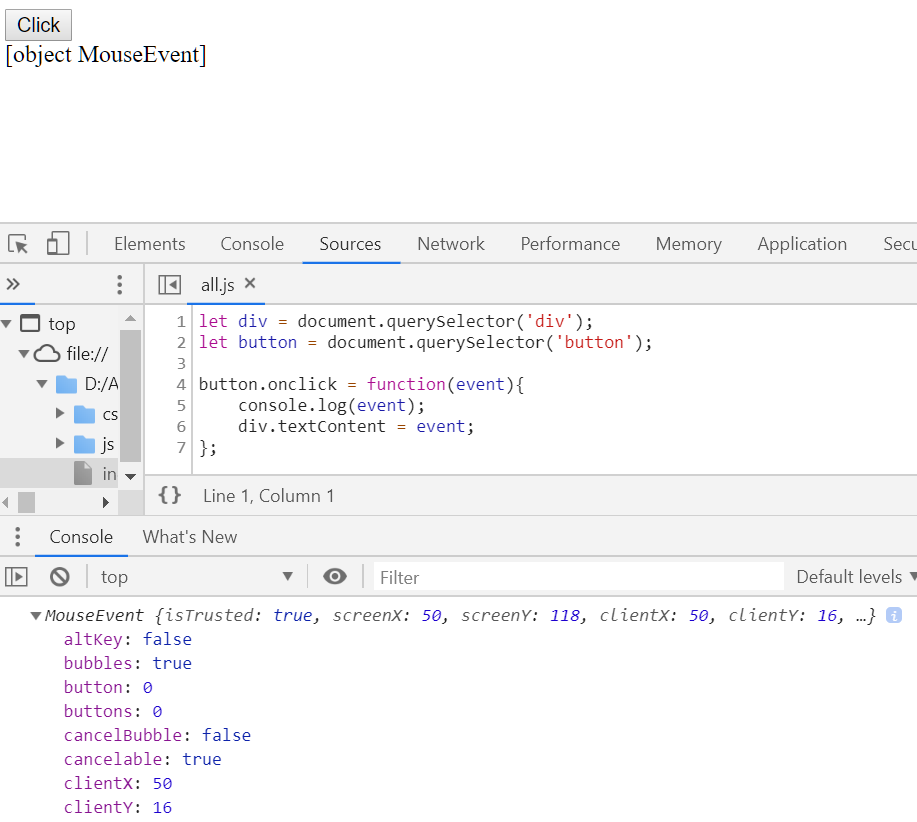 Click
[object MouseEvent]
Elements Console Sources Network Performance Memory Application Secu
all.js ×
top
file://
D:/A
cs
js
in
1 let div = document.querySelector('div');
2 let button = document.querySelector('button');
3
4 button.onclick = function(event){
5 console.log(event);
6 div.textContent = event;
7 };
{} Line 1, Column 1
Console What's New
top Filter Default levels
MouseEvent {isTrusted: true, screenX: 50, screenY: 118, clientX: 50, clientY: 16, …} i
altKey: false
bubbles: true
button: 0
buttons: 0
cancelBubble: false
cancelable: true
clientX: 50
clientY: 16